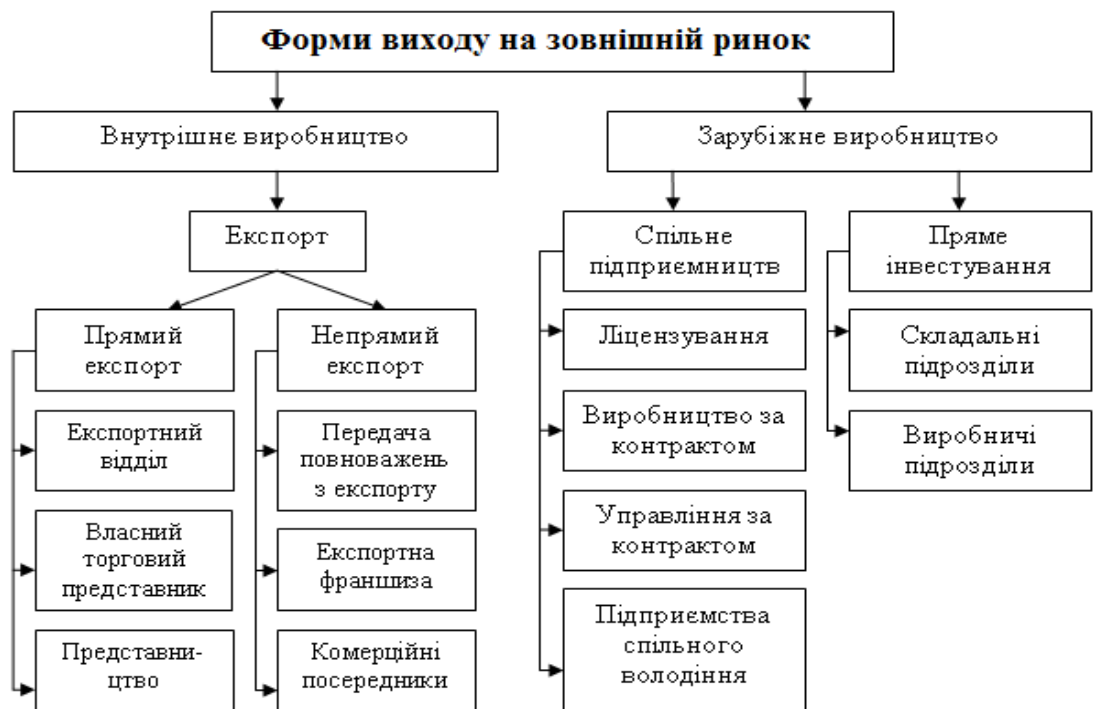 Форми виходу на зовнішній ринок
Внутрішнє виробництво
Зарубіжне виробництво
Експорт
Спільне
підприємництв
Пряме
інвестування
Прямий
експорт
Непрямий
експорт
Ліцензування
Складальні
підрозділи
Експортний
відділ
Передача
повноважень
з експорту
Виробництво за
контрактом
Виробничі
підрозділи
Власний
торговий
представник
Експортна
франшиза
Управління за
контрактом
Представни-
цтво
Комерційні
посередники
Підприємства
спільного
володіння